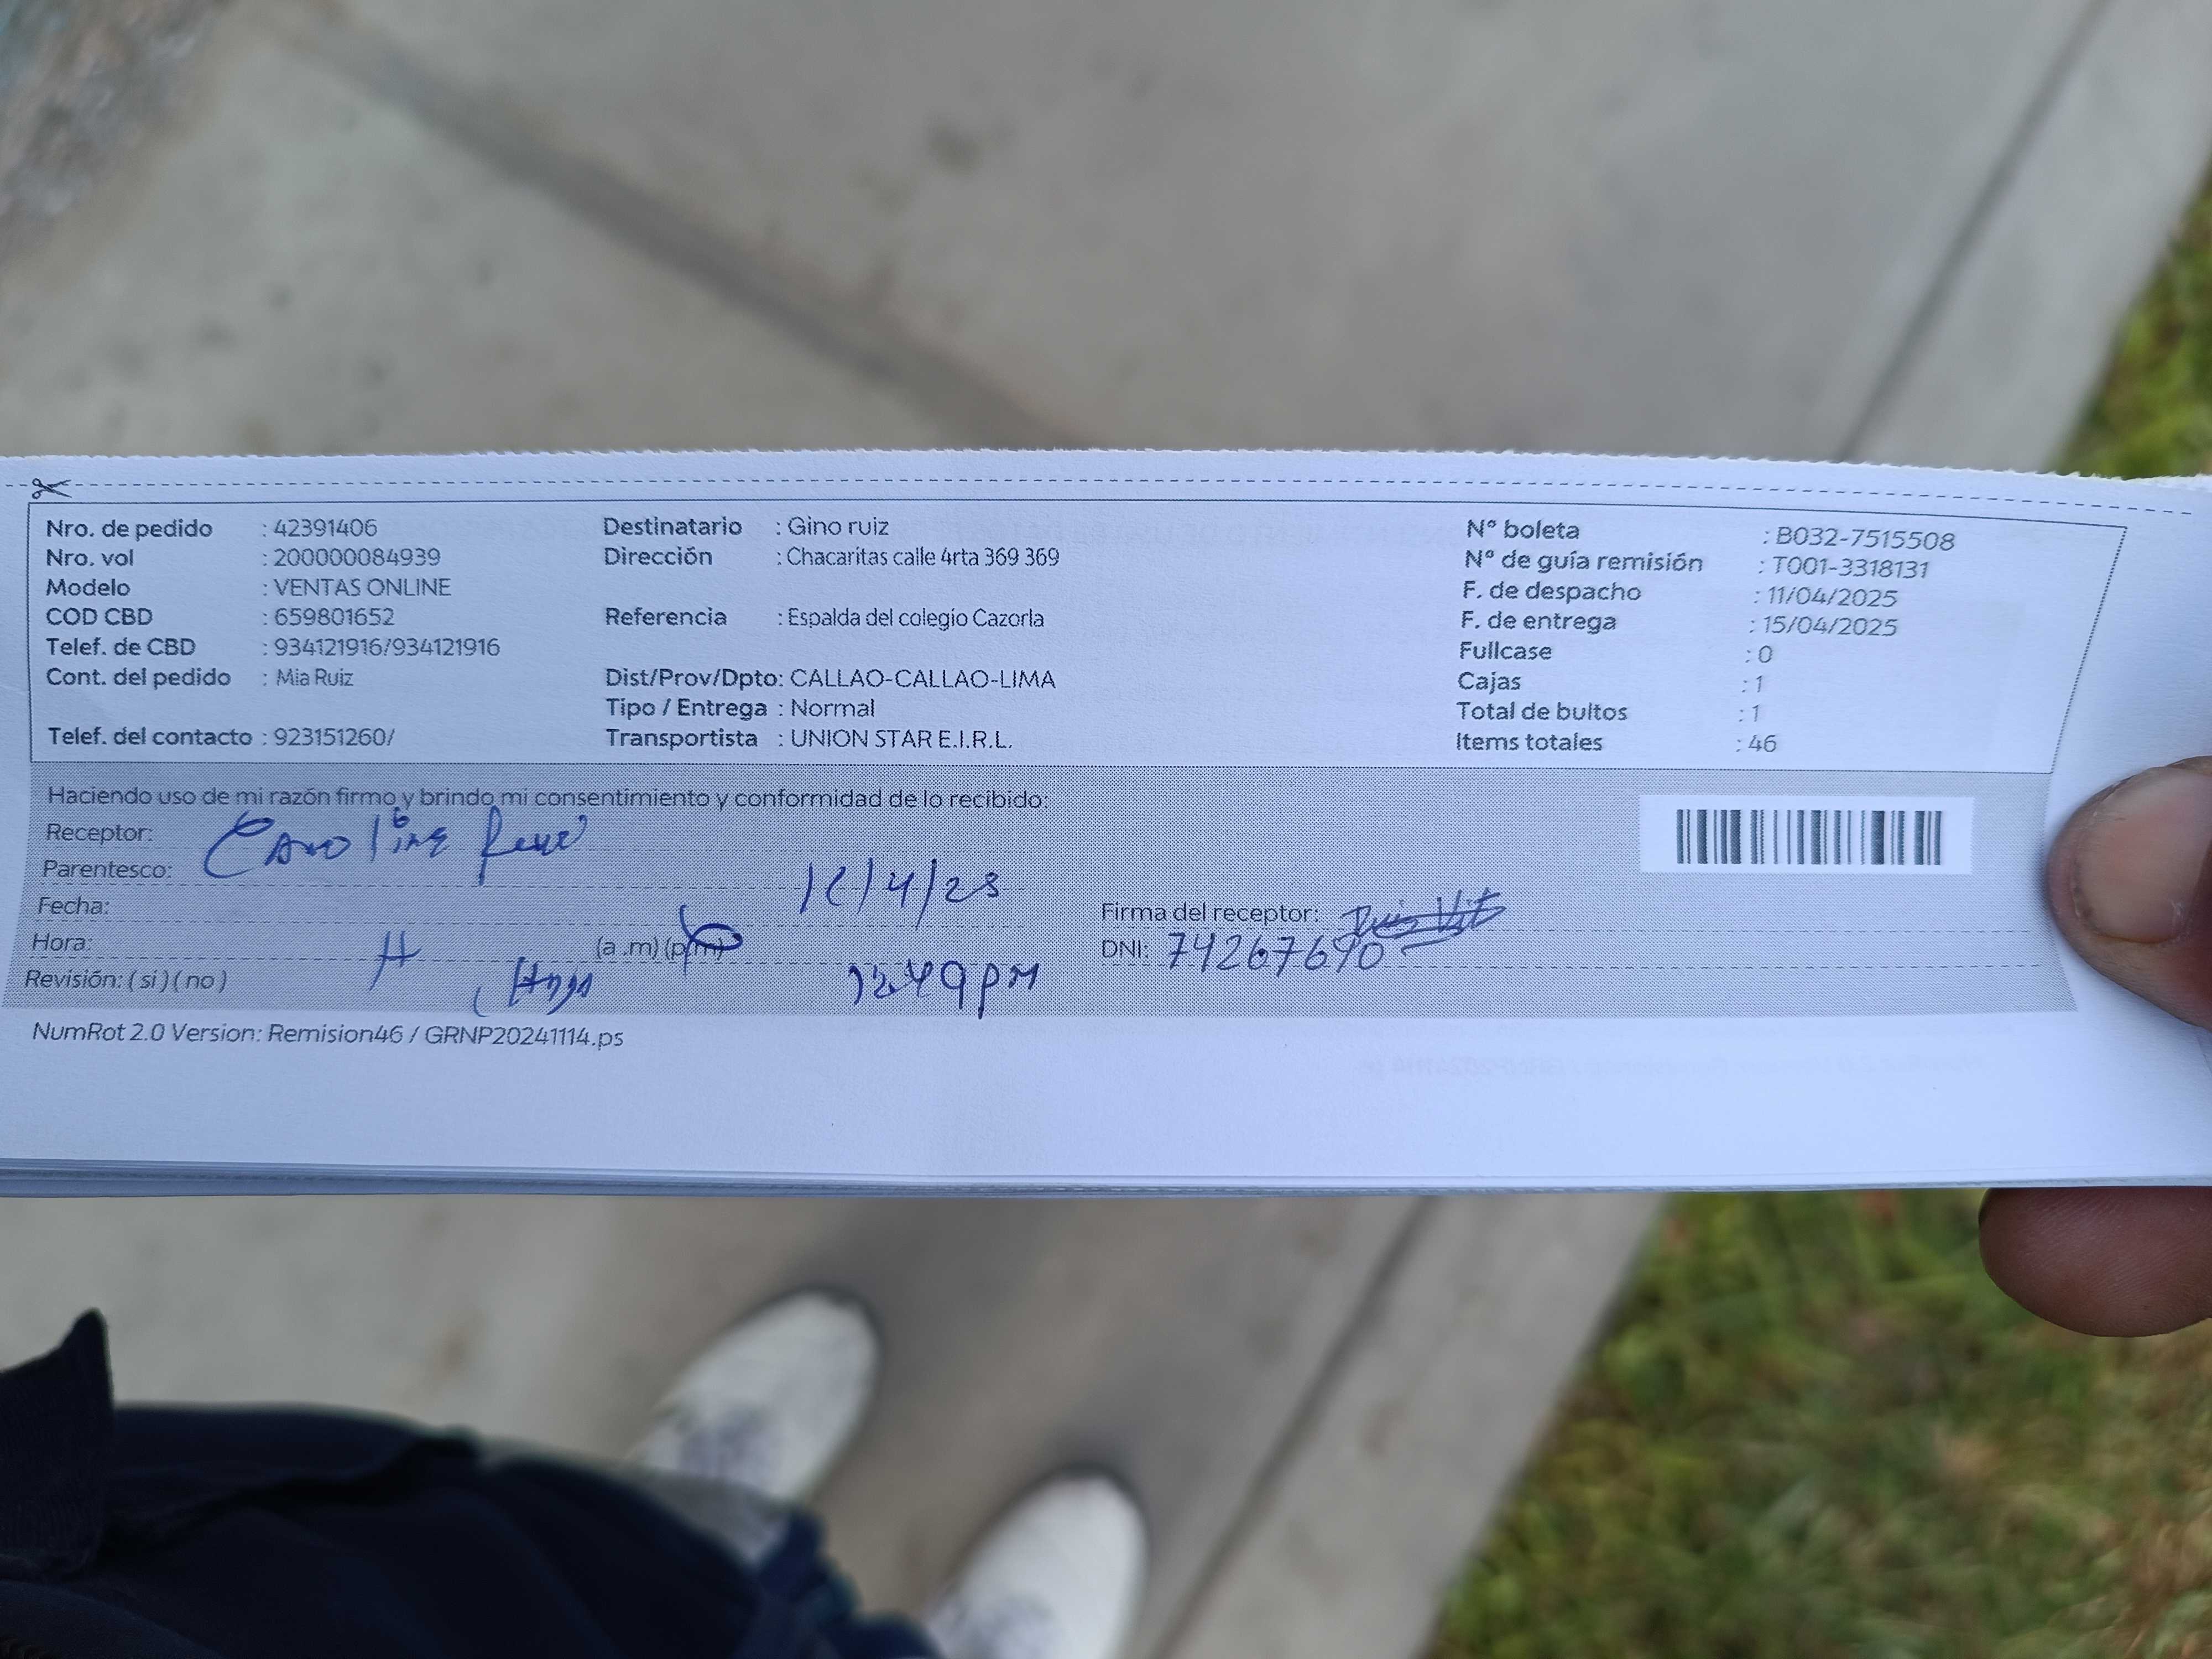 Nro. de pedido : 42391406
Nro. vol : 200000084939
Modelo : VENTAS ONLINE
COD CBD : 659801652
Telef. de CBD : 934121916/934121916
Cont. del pedido : Mia Ruiz
Telef. del contacto : 923151260/
Destinatario : Gino ruiz
Dirección : Chacaritas calle 4rta 369 369
Referencia : Espalda del colegio Cazorla
Dist/Prov/Dpto: CALLAO-CALLAO-LIMA
Tipo / Entrega : Normal
Transportista : UNION STAR E.I.R.L.
N° boleta : B032-7515508
N° de guía remisión : T001-3318131
F. de despacho : 11/04/2025
F. de entrega : 15/04/2025
Fullcase : 0
Cajas : 1
Total de bultos : 1
Items totales : 46
Haciendo uso de mi razón firmo y brindo mi consentimiento y conformidad de lo recibido:
Receptor:
Parentesco:
Fecha:
Hora: (a .m) (p.m)
Revisión: ( si ) ( no )
12:49 pm
Firma del receptor:
DNI: 74267690
NumRot 2.0 Version: Remision46 / GRNP20241114.ps